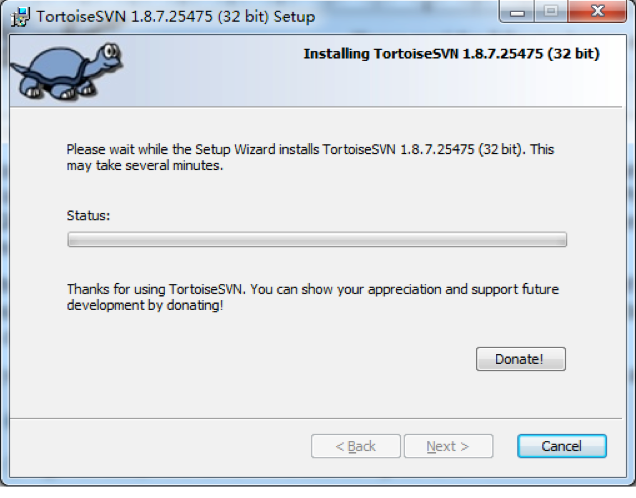 TortoiseSVN 1.8.7.25475 (32 bit) Setup
Installing TortoiseSVN 1.8.7.25475 (32 bit)
Please wait while the Setup Wizard installs TortoiseSVN 1.8.7.25475 (32 bit). This
may take several minutes.
Status:
Thanks for using TortoiseSVN. You can show your appreciation and support future
development by donating!
Donate!
< Back
Next >
Cancel